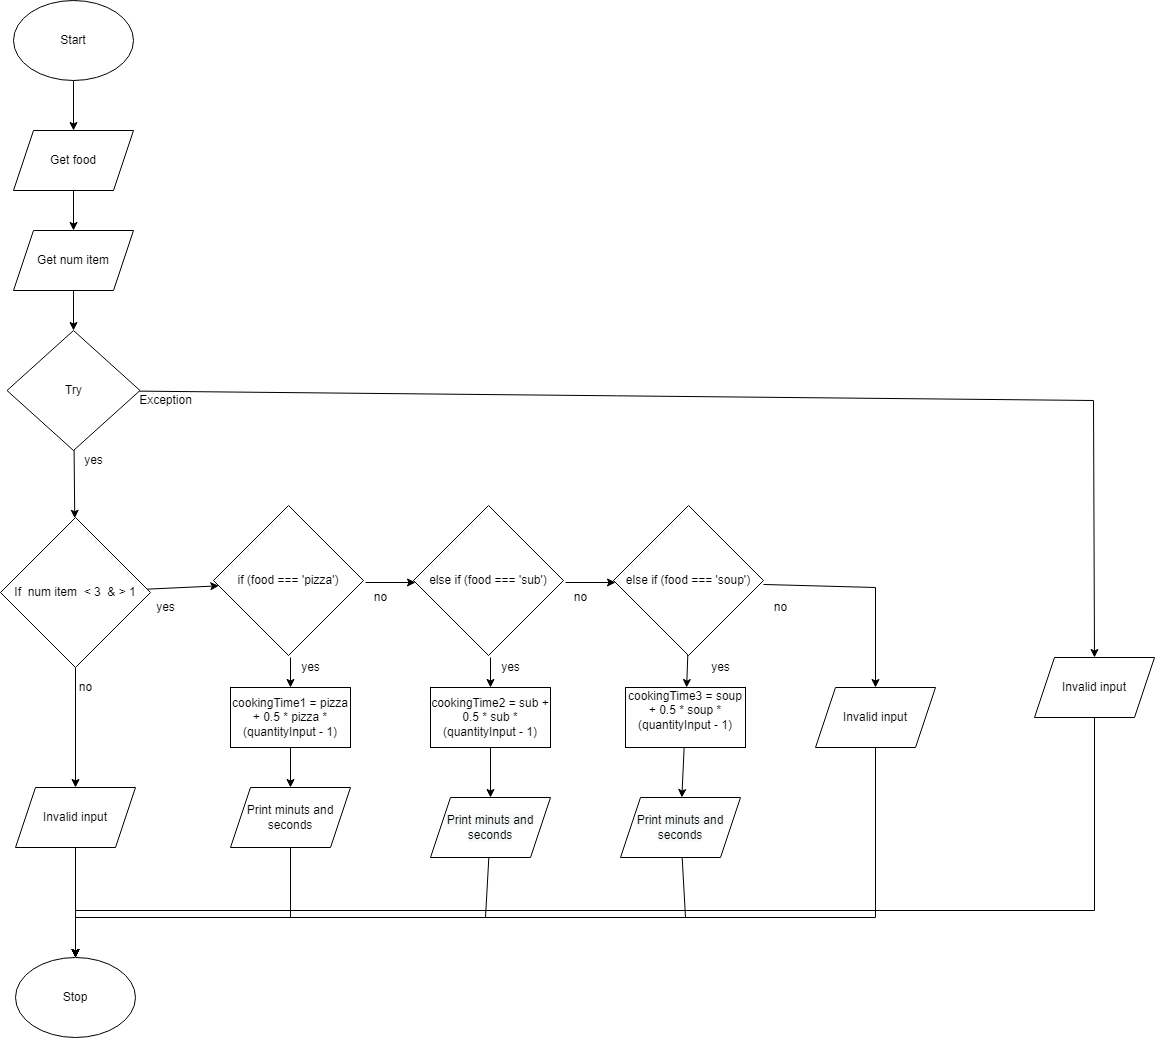 Start
Get food
Get num item
Try
Exception
yes
If  num item  < 3  & > 1
yes
no
if (food === 'pizza')
no
yes
else if (food === 'sub')
no
yes
else if (food === 'soup')
no
yes
cookingTime1 = pizza
+ 0.5 * pizza *
(quantityInput - 1)
cookingTime2 = sub +
0.5 * sub *
(quantityInput - 1)
cookingTime3 = soup
+ 0.5 * soup *
(quantityInput - 1)
Invalid input
Invalid input
Invalid input
Print minuts and
seconds
Print minuts and
seconds
Print minuts and
seconds
Stop